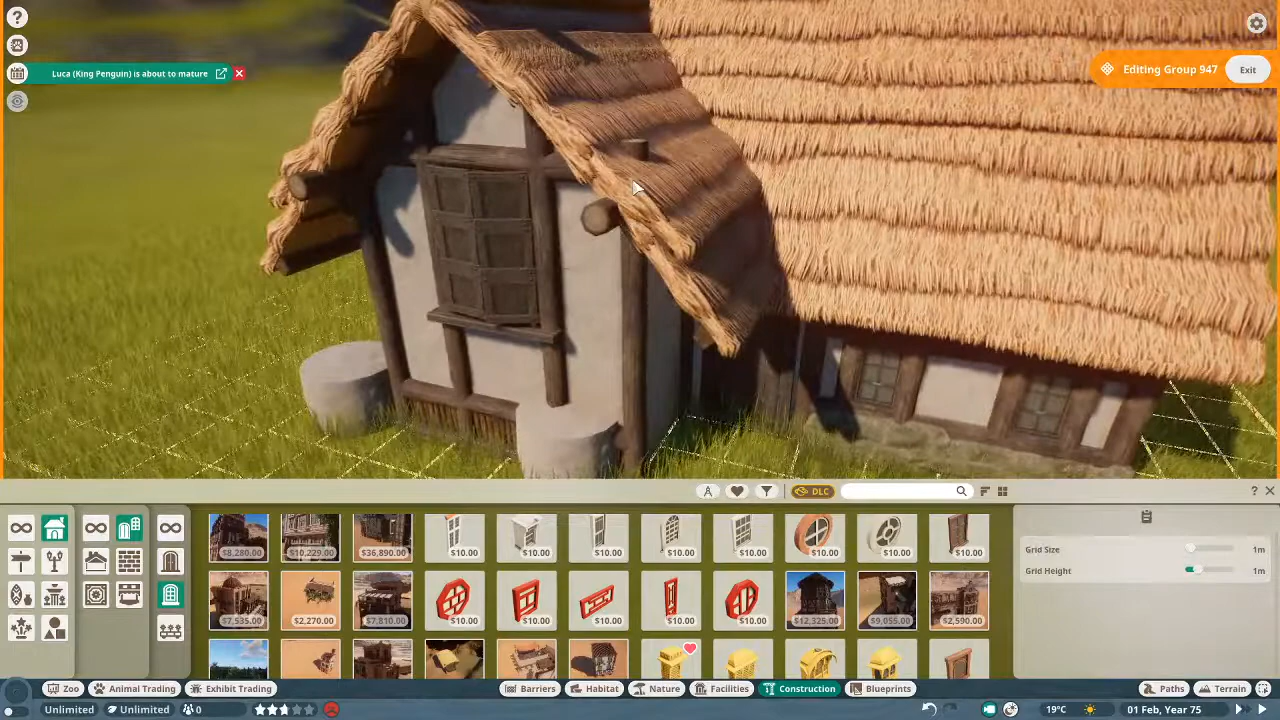 ?
Luca (King Penguin) is about to mature
Editing Group 947
Exit
A
DLC
?
$8,280.00
$10,229.00
$36,890.00
$10.00
$10.00
$10.00
$10.00
$10.00
$10.00
$10.00
$10.00
Grid Size
1m
Grid Height
1m
$7,535.00
$2,270.00
$7,810.00
$10.00
$10.00
$10.00
$10.00
$10.00
$12,325.00
$9,055.00
$2,590.00
Zoo
Animal Trading
Exhibit Trading
Barriers
Habitat
Nature
Facilities
Construction
Blueprints
Paths
Terrain
Unlimited
Unlimited
0
19°C
01 Feb, Year 75